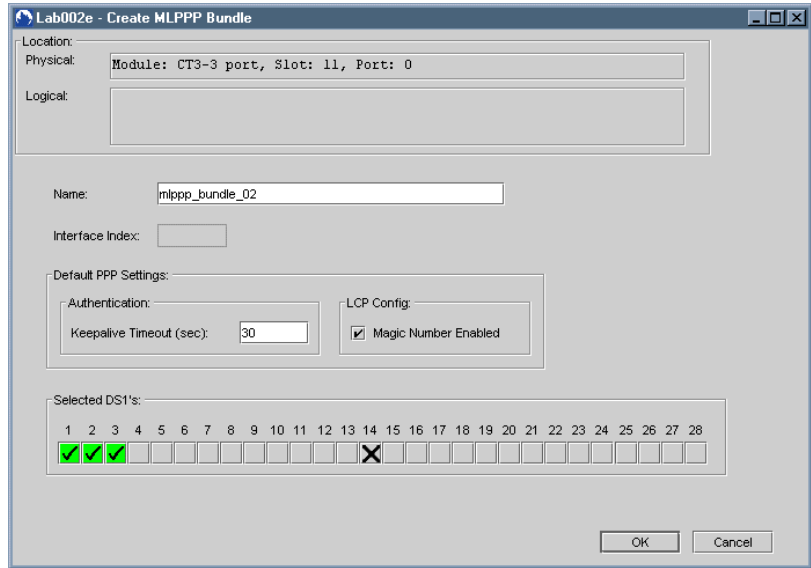 Lab002e - Create MLPPP Bundle
Location:
Physical:
Module: CT3-3 port, Slot: 11, Port: 0
Logical:
Name:
mlppp_bundle_02
Interface Index:
Default PPP Settings:
Authentication:
Keepalive Timeout (sec):
30
LCP Config:
Magic Number Enabled
Selected DS1's:
1 2 3 4 5 6 7 8 9 10 11 12 13 14 15 16 17 18 19 20 21 22 23 24 25 26 27 28
OK
Cancel